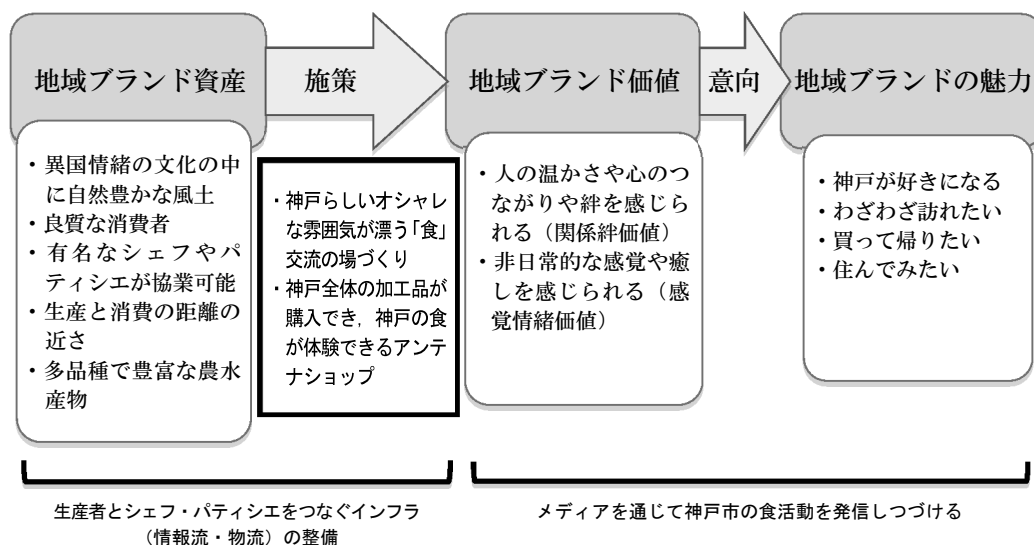 地域ブランド資産
施策
地域ブランド価値
意向
地域ブランドの魅力
・異国情緒の文化の中
に自然豊かな風土
・良質な消費者
・有名なシェフやパ
ティシエが協業可能
・生産と消費の距離の
近さ
・多品種で豊富な農水
産物
・神戸らしいオシャレ
な雰囲気が漂う「食」
交流の場づくり
・神戸全体の加工品が
購入でき，神戸の食
が体験できるアンテ
ナショップ
・人の温かさや心のつ
ながりや絆を感じら
れる（関係絆価値）
・非日常的な感覚や癒
しを感じられる（感
覚情緒価値）
・神戸が好きになる
・わざわざ訪れたい
・買って帰りたい
・住んでみたい
生産者とシェフ・パティシエをつなぐインフラ
（情報流・物流）の整備
メディアを通じて神戸市の食活動を発信しつづける